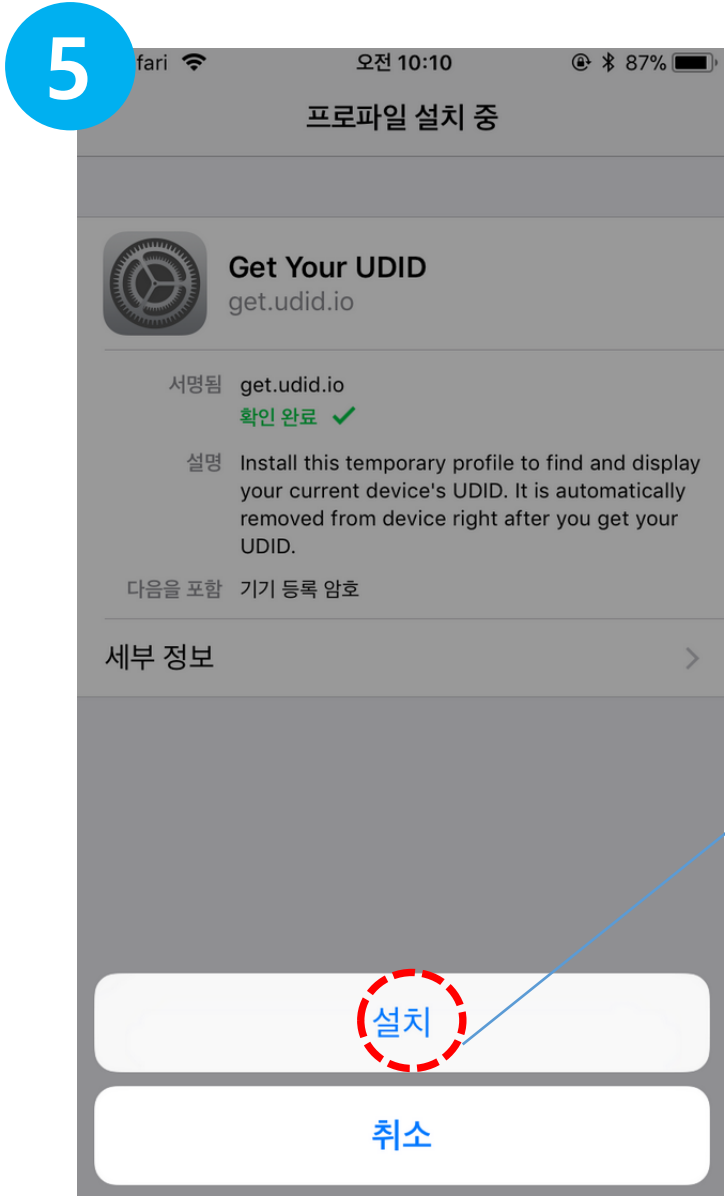 5
fari 오전 10:10 87%
프로파일 설치 중
Get Your UDID
get.udid.io
서명됨 get.udid.io
확인 완료
설명 Install this temporary profile to find and display
your current device's UDID. It is automatically
removed from device right after you get your
UDID.
다음을 포함 기기 등록 암호
세부 정보
설치
취소